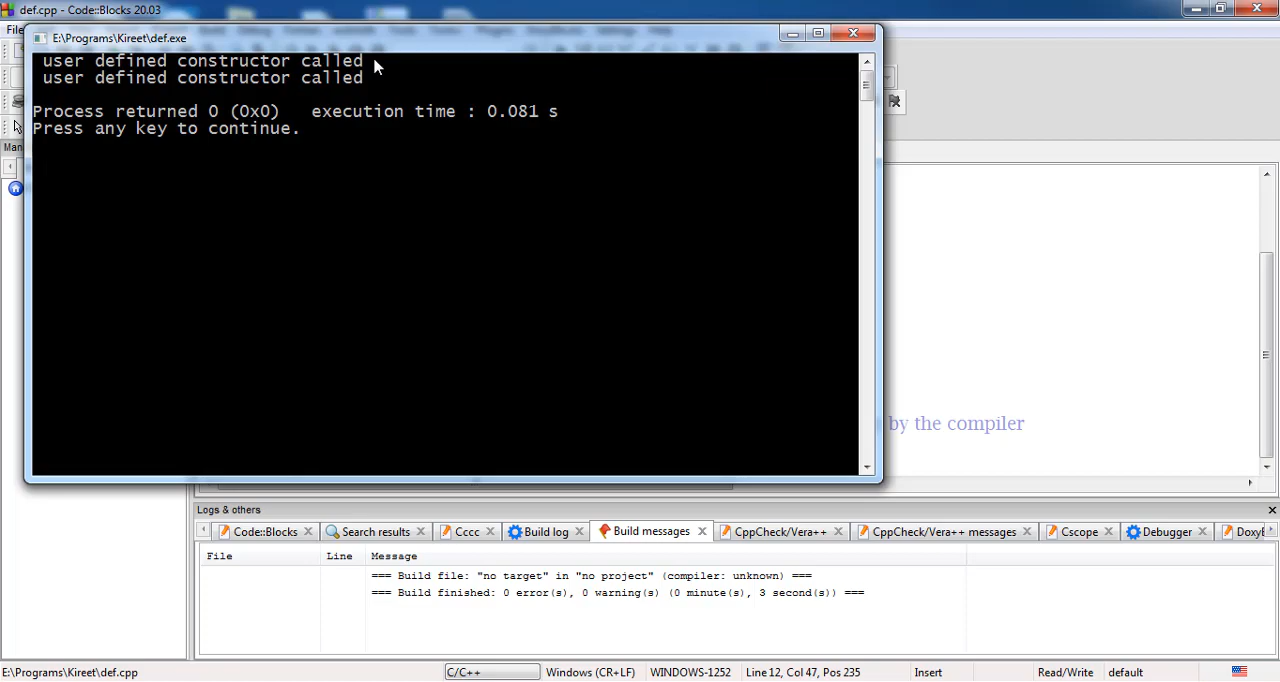 def.cpp - Code::Blocks 20.03
File
E:\Programs\Kireet\def.exe
user defined constructor called
user defined constructor called
Process returned 0 (0x0)   execution time : 0.081 s
Press any key to continue.
by the compiler
Logs & others
Code::Blocks Search results Cccc Build log Build messages CppCheck/Vera++ CppCheck/Vera++ messages Cscope Debugger
File Line Message
=== Build file: "no target" in "no project" (compiler: unknown) ===
=== Build finished: 0 error(s), 0 warning(s) (0 minute(s), 3 second(s)) ===
E:\Programs\Kireet\def.cpp C/C++ Windows (CR+LF) WINDOWS-1252 Line 12, Col 47, Pos 235 Insert Read/Write default